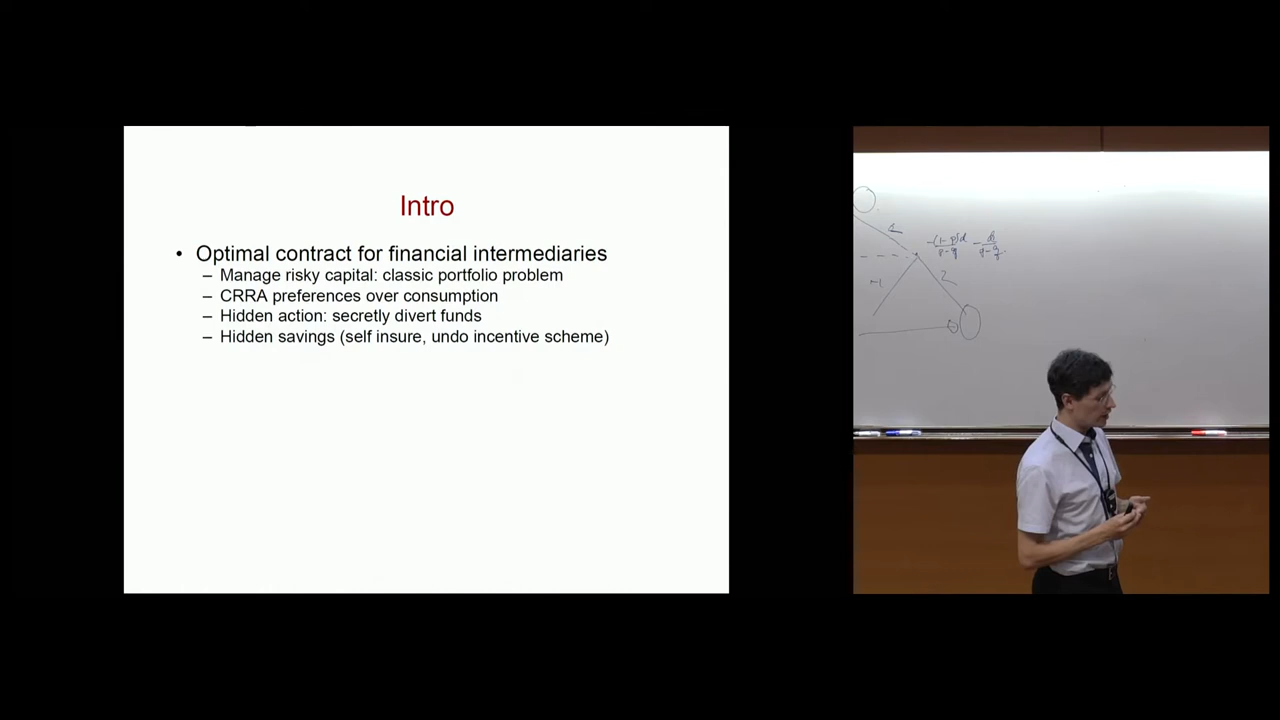 Intro
• Optimal contract for financial intermediaries
– Manage risky capital: classic portfolio problem
– CRRA preferences over consumption
– Hidden action: secretly divert funds
– Hidden savings (self insure, undo incentive scheme)
2